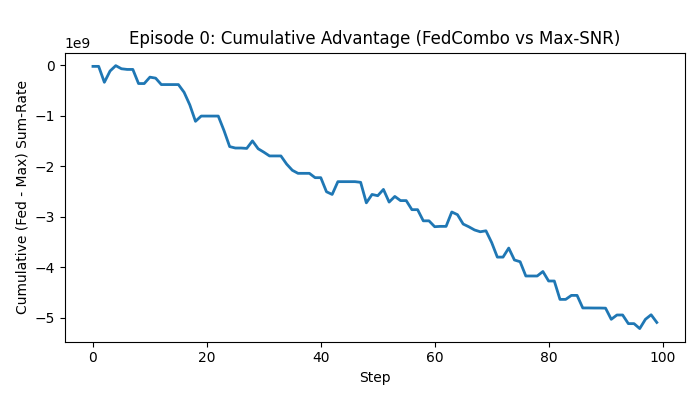 Episode 0: Cumulative Advantage (FedCombo vs Max-SNR)
1e9
Cumulative (Fed - Max) Sum-Rate
0
−1
−2
−3
−4
−5
0 20 40 60 80 100
Step